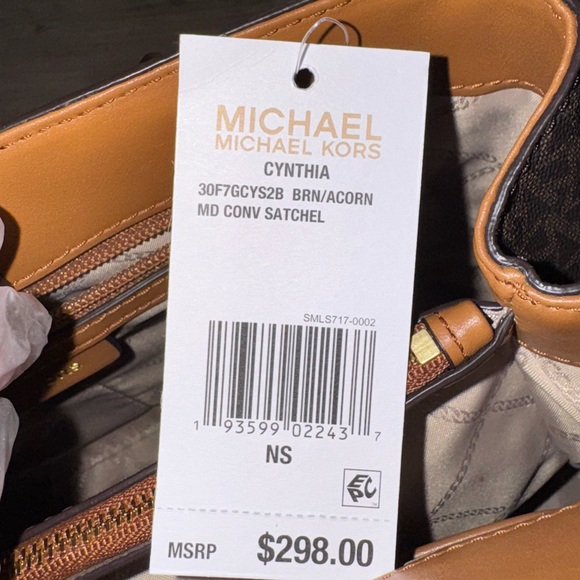 MICHAEL
MICHAEL KORS
CYNTHIA
30F7GCYS2B BRN/ACORN
MD CONV SATCHEL
SMLS717-0002
1 93599 02243 7
NS
EPC
MSRP $298.00